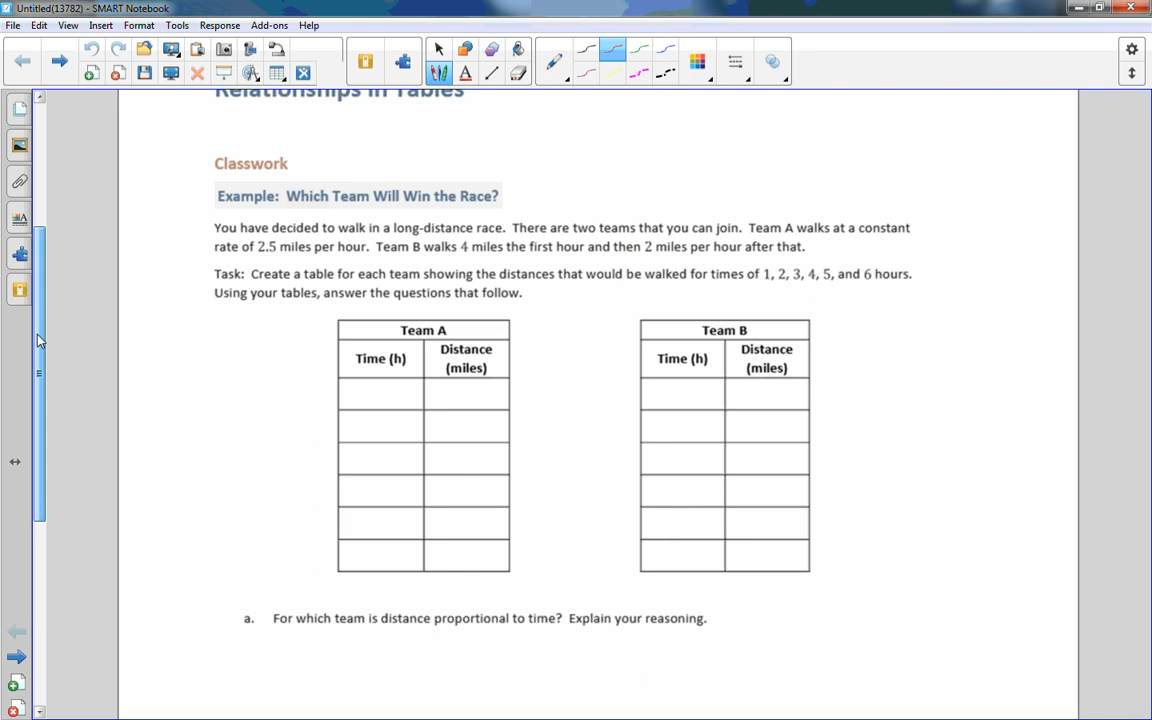 Untitled(13782) - SMART Notebook
File Edit View Insert Format Tools Response Add-ons Help
Relationships in Tables
Classwork
Example: Which Team Will Win the Race?
You have decided to walk in a long-distance race. There are two teams that you can join. Team A walks at a constant
rate of 2.5 miles per hour. Team B walks 4 miles the first hour and then 2 miles per hour after that.
Task: Create a table for each team showing the distances that would be walked for times of 1, 2, 3, 4, 5, and 6 hours.
Using your tables, answer the questions that follow.
Team A
Time (h) Distance
(miles)
Team B
Time (h) Distance
(miles)
a. For which team is distance proportional to time? Explain your reasoning.